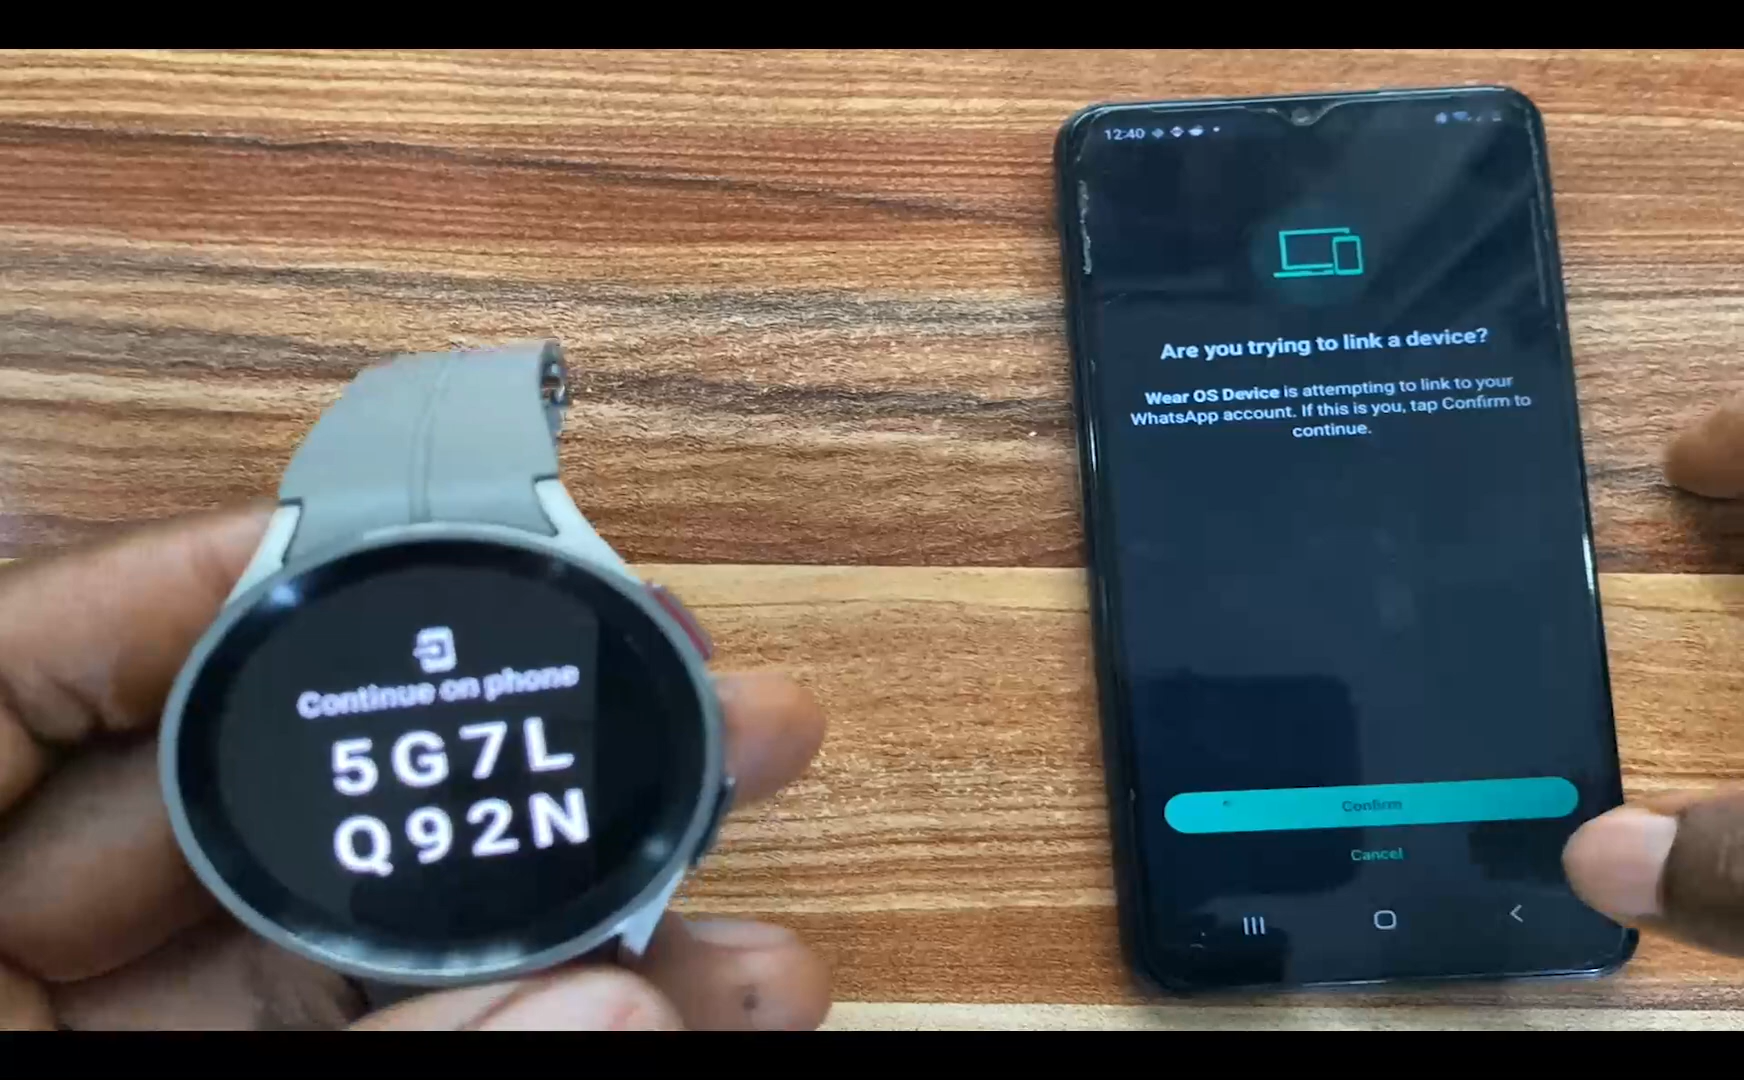 Continue on phone
5G7L
Q92N
12:40
Are you trying to link a device?
Wear OS Device is attempting to link to your
WhatsApp account. If this is you, tap Confirm to
continue.
Confirm
Cancel